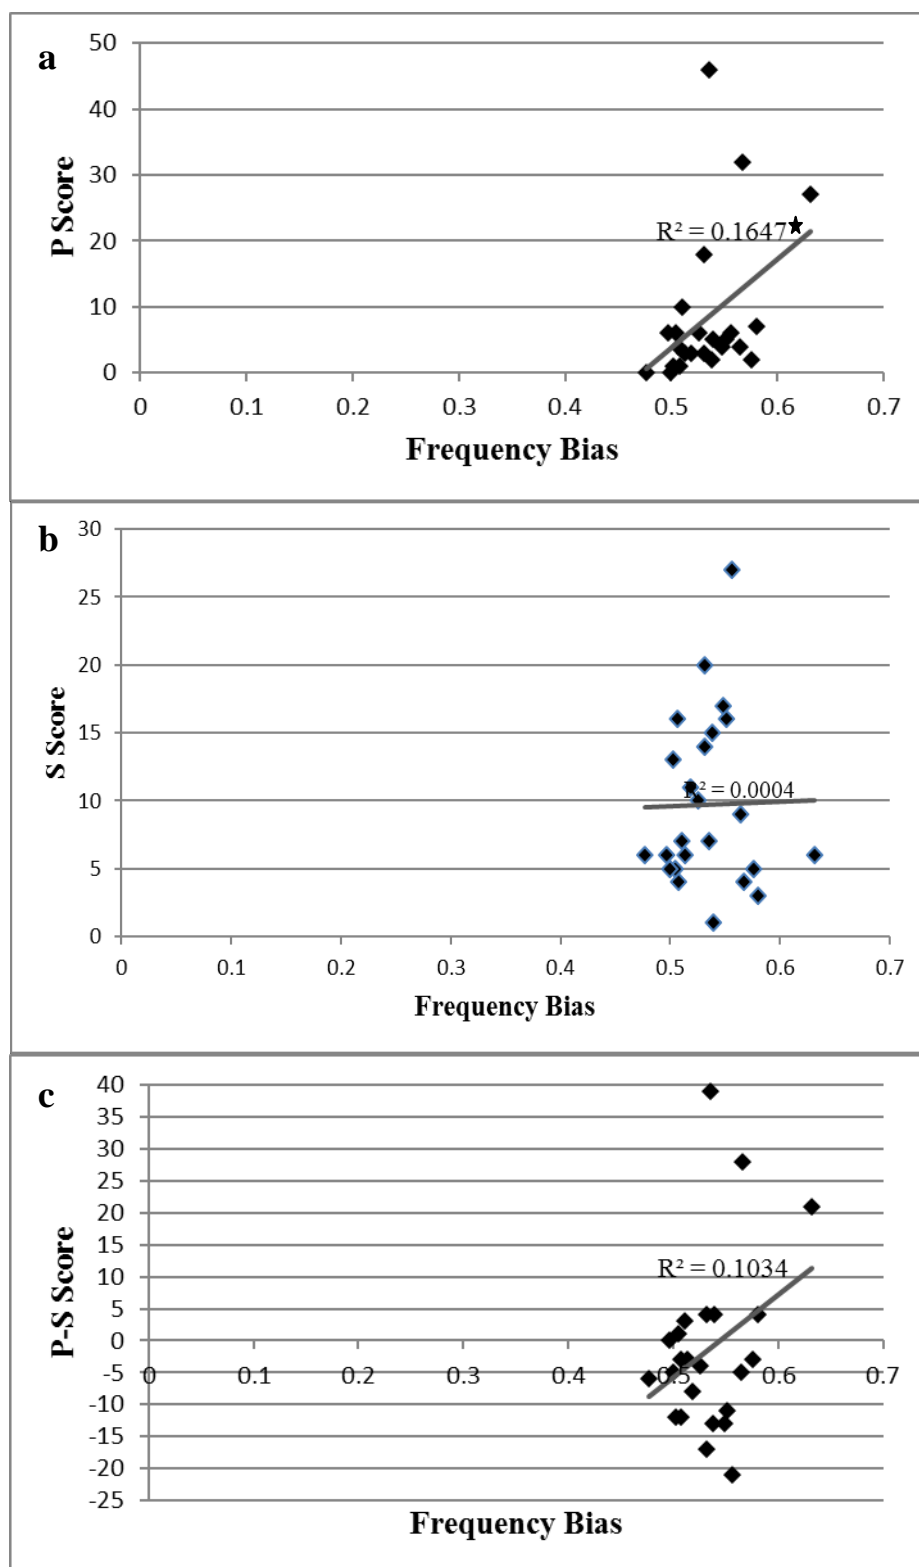 a
50
40
30
20
10
0
P Score
R² = 0.1647
0 0.1 0.2 0.3 0.4 0.5 0.6 0.7
Frequency Bias
b
30
25
20
15
10
5
0
S Score
R² = 0.0004
0 0.1 0.2 0.3 0.4 0.5 0.6 0.7
Frequency Bias
c
40
35
30
25
20
15
10
5
0
-5
-10
-15
-20
-25
P-S Score
R² = 0.1034
0 0.1 0.2 0.3 0.4 0.5 0.6 0.7
Frequency Bias